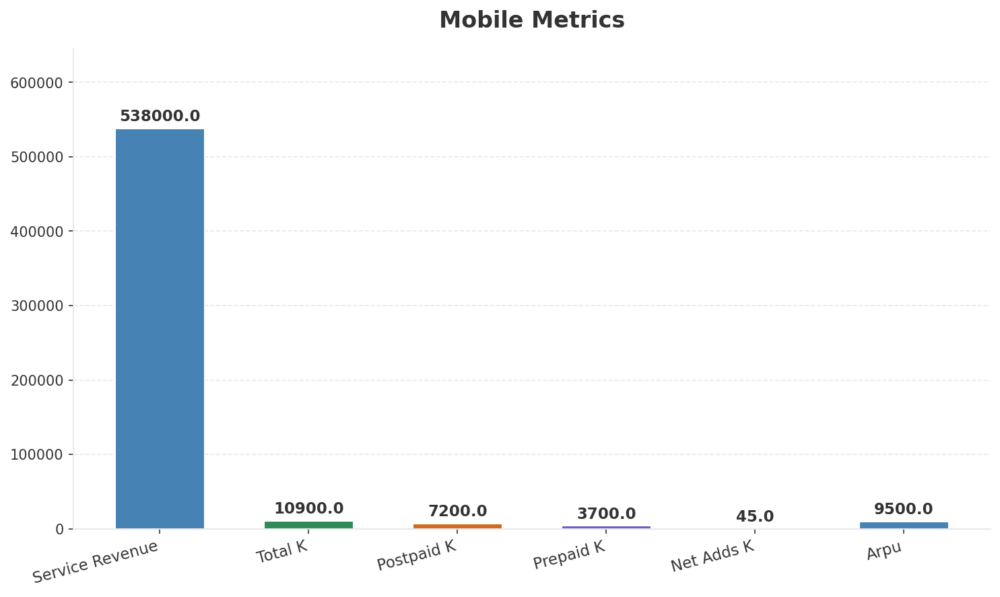 Mobile Metrics
600000
500000
400000
300000
200000
100000
0
538000.0
10900.0
7200.0
3700.0
45.0
9500.0
Service Revenue
Total K
Postpaid K
Prepaid K
Net Adds K
Arpu